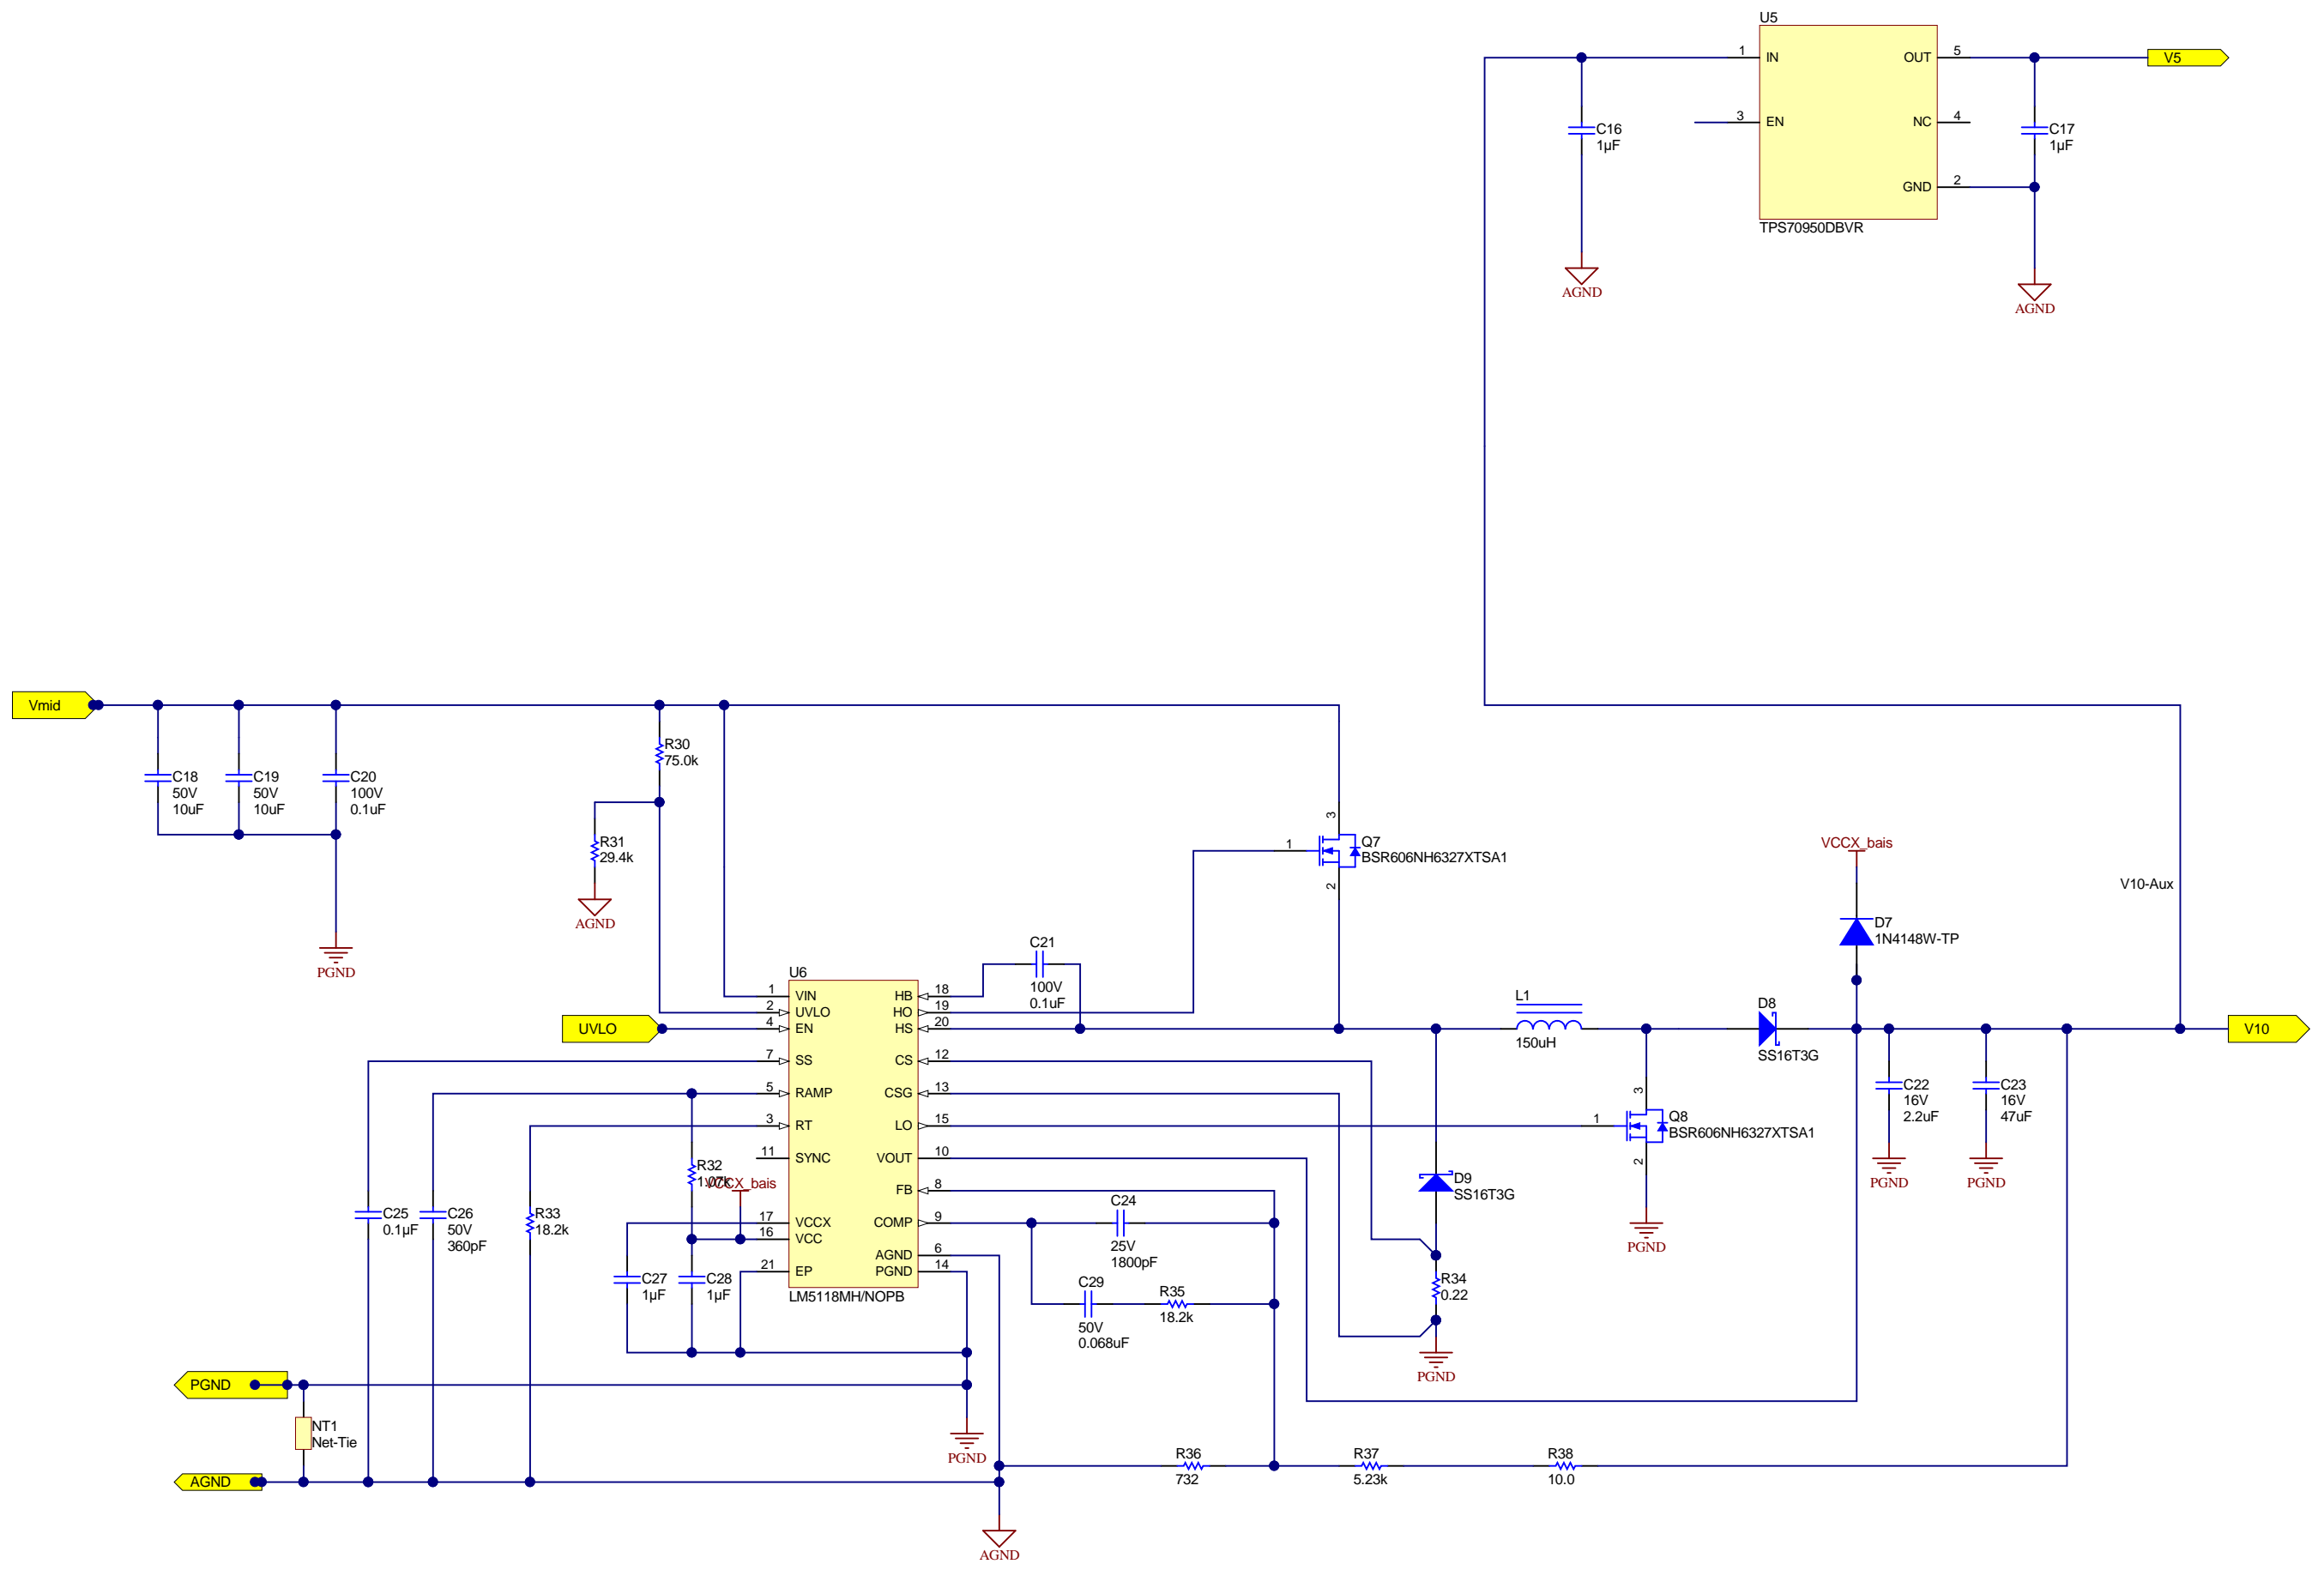 U5
1
IN
OUT
5
V5
3
EN
NC
4
C16
1µF
C17
1µF
GND
2
TPS70950DBVR
AGND
AGND
Vmid
R30
75.0k
C18
50V
10uF
C19
50V
10uF
C20
100V
0.1uF
3
R31
29.4k
1
Q7
BSR606NH6327XTSA1
2
VCCX_bais
V10-Aux
AGND
D7
1N4148W-TP
PGND
C21
100V
0.1uF
U6
1
VIN
HB
18
2
UVLO
HO
19
UVLO
4
EN
HS
20
L1
150uH
D8
SS16T3G
V10
7
SS
CS
12
5
RAMP
CSG
13
3
RT
LO
15
11
SYNC
VOUT
10
FB
8
17
VCCX
COMP
9
16
VCC
AGND
6
21
EP
PGND
14
LM5118MH/NOPB
3
1
Q8
BSR606NH6327XTSA1
2
PGND
C22
16V
2.2uF
PGND
C23
16V
47uF
PGND
R32
1.07k
VCCX_bais
D9
SS16T3G
C25
0.1µF
C26
50V
360pF
R33
18.2k
C24
25V
1800pF
C27
1µF
C28
1µF
C29
50V
0.068uF
R35
18.2k
R34
0.22
PGND
PGND
NT1
Net-Tie
AGND
PGND
R36
732
R37
5.23k
R38
10.0
AGND